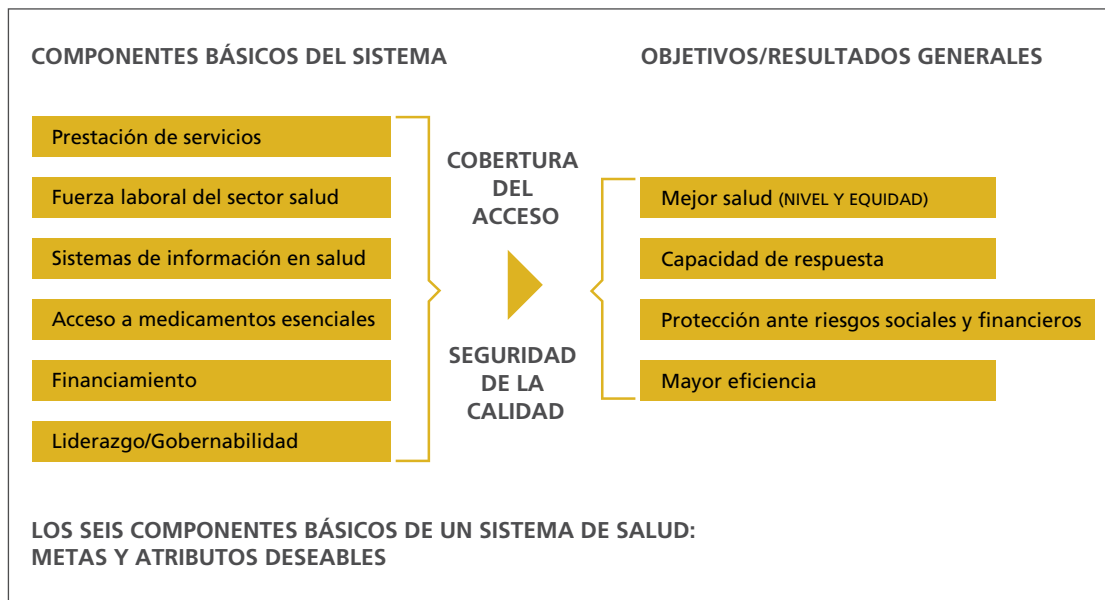 COMPONENTES BÁSICOS DEL SISTEMA
Prestación de servicios
Fuerza laboral del sector salud
Sistemas de información en salud
Acceso a medicamentos esenciales
Financiamiento
Liderazgo/Gobernabilidad
COBERTURA
DEL
ACCESO
SEGURIDAD
DE LA
CALIDAD
OBJETIVOS/RESULTADOS GENERALES
Mejor salud (NIVEL Y EQUIDAD)
Capacidad de respuesta
Protección ante riesgos sociales y financieros
Mayor eficiencia
LOS SEIS COMPONENTES BÁSICOS DE UN SISTEMA DE SALUD:
METAS Y ATRIBUTOS DESEABLES